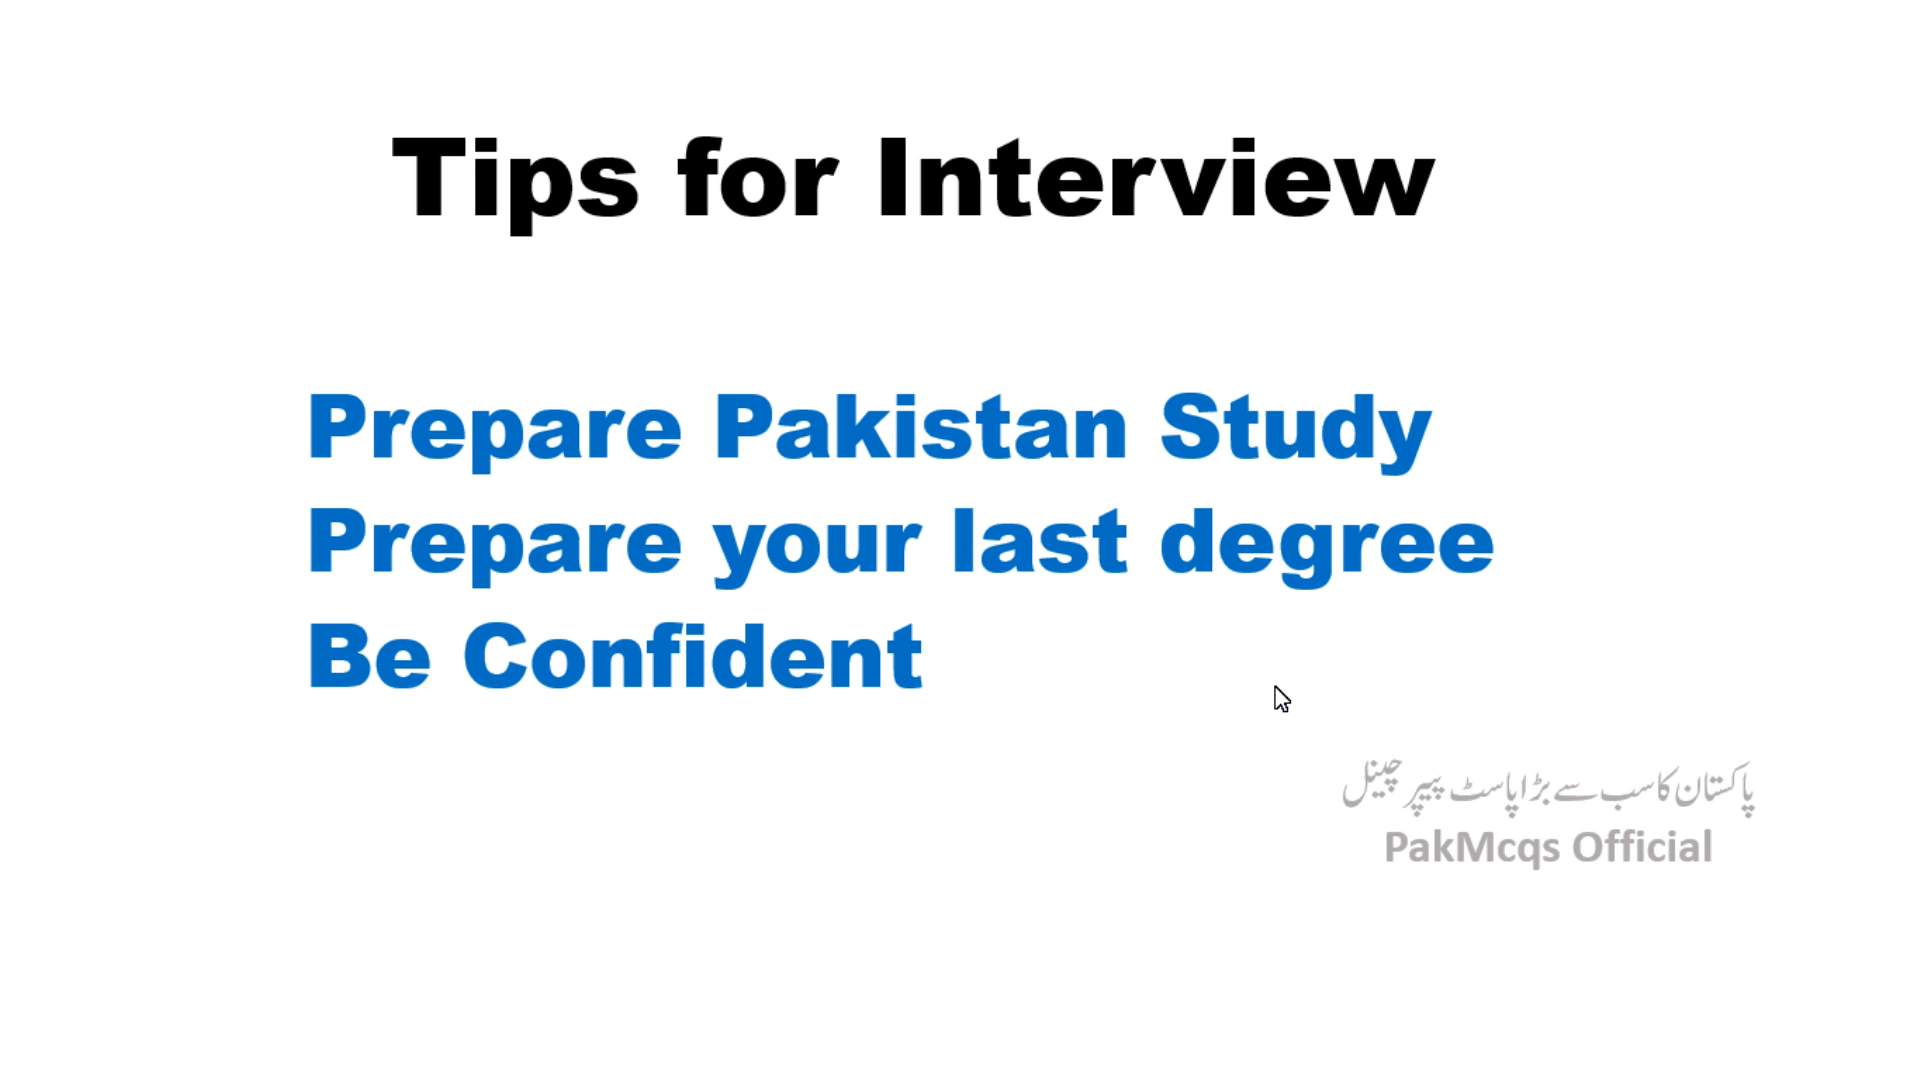 Tips for Interview
Prepare Pakistan Study
Prepare your last degree
Be Confident
پاکستان کا سب سے بڑا پاسٹ پیپر چینل
PakMcqs Official